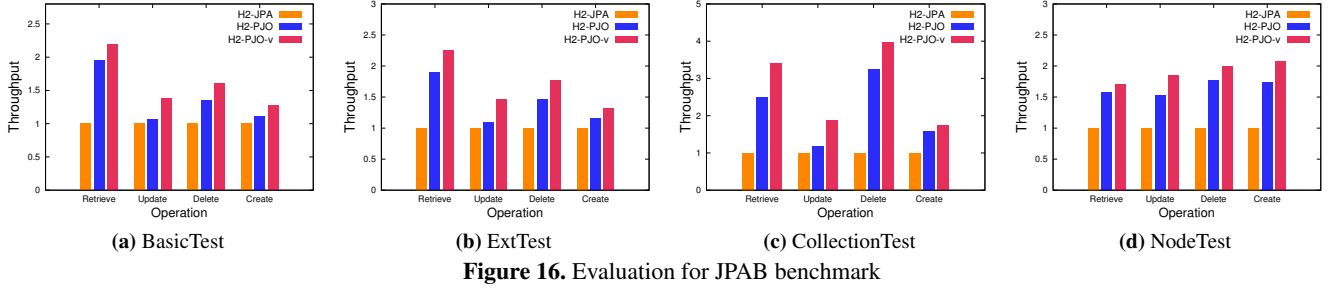 H2-JPA
H2-PJO
H2-PJO-v
Throughput
2.5
2
1.5
1
0.5
0
Retrieve Update Delete Create
Operation
(a) BasicTest
H2-JPA
H2-PJO
H2-PJO-v
Throughput
3
2.5
2
1.5
1
0.5
0
Retrieve Update Delete Create
Operation
(b) ExtTest
H2-JPA
H2-PJO
H2-PJO-v
Throughput
5
4
3
2
1
0
Retrieve Update Delete Create
Operation
(c) CollectionTest
H2-JPA
H2-PJO
H2-PJO-v
Throughput
3
2.5
2
1.5
1
0.5
0
Retrieve Update Delete Create
Operation
(d) NodeTest
Figure 16. Evaluation for JPAB benchmark